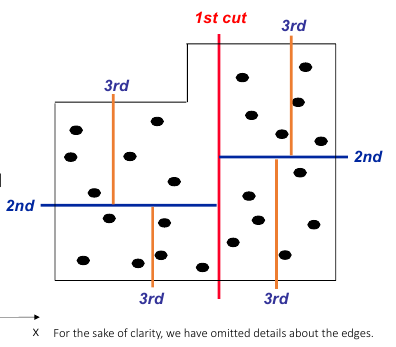 1st cut
3rd
3rd
2nd
2nd
3rd
3rd
X For the sake of clarity, we have omitted details about the edges.